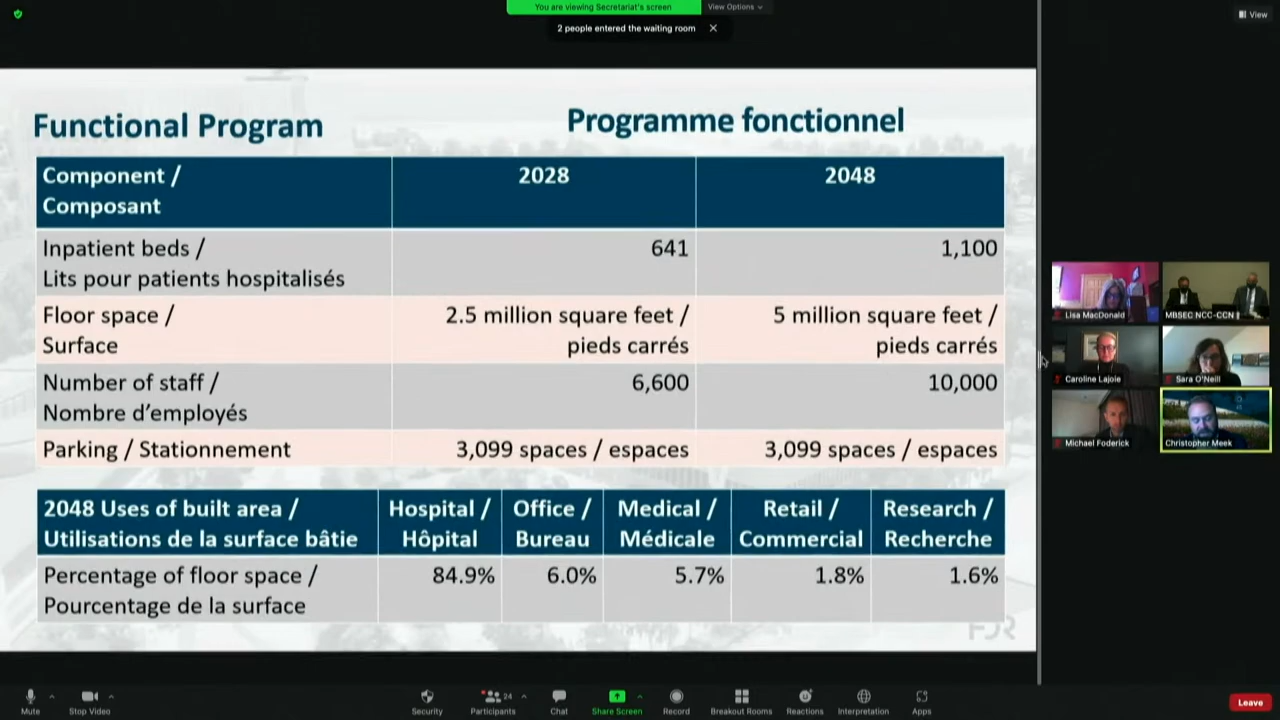 You are viewing Secretariat's screen
View Options
2 people entered the waiting room
View
Functional Program
Programme fonctionnel
Component / Composant 2028 2048
Inpatient beds / 641 1,100
Lits pour patients hospitalisés
Floor space / 2.5 million square feet / 5 million square feet /
Surface pieds carrés pieds carrés
Number of staff / 6,600 10,000
Nombre d'employés
Parking / Stationnement 3,099 spaces / espaces 3,099 spaces / espaces
2048 Uses of built area / Hospital / Office / Medical / Retail / Research /
Utilisations de la surface bâtie Hôpital Bureau Médicale Commercial Recherche
Percentage of floor space / 84.9% 6.0% 5.7% 1.8% 1.6%
Pourcentage de la surface
FDR
Lisa MacDonald
MBSEC NCC-CCN
Caroline Lajoie
Sara O'Neill
Michael Foderick
Christopher Meek
Mute
Stop Video
Security
Participants 24
Chat
Share Screen
Record
Breakout Rooms
Reactions
Interpretation
Apps
Leave